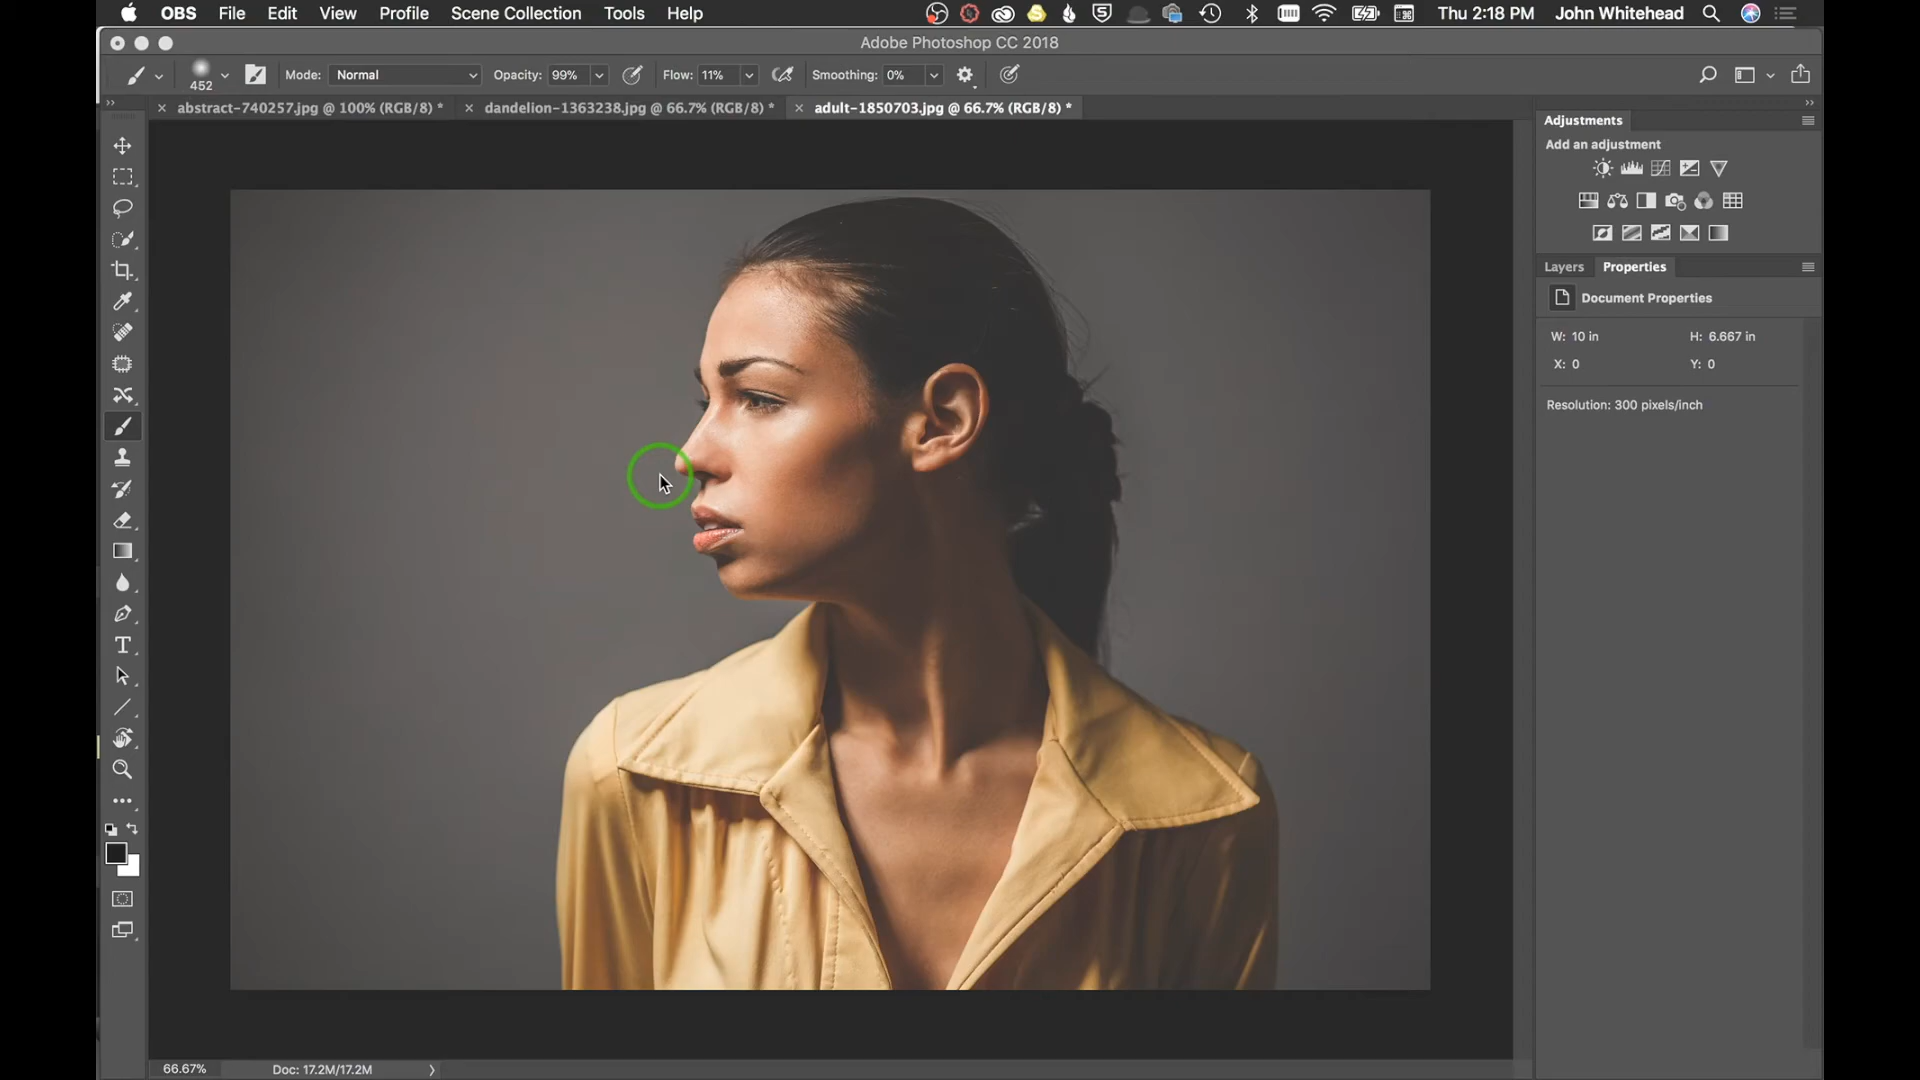 OBS File Edit View Profile Scene Collection Tools Help Thu 2:18 PM John Whitehead
Adobe Photoshop CC 2018
452 Mode: Normal Opacity: 99% Flow: 11% Smoothing: 0%
abstract-740257.jpg @ 100% (RGB/8) * dandelion-1363238.jpg @ 66.7% (RGB/8) * adult-1850703.jpg @ 66.7% (RGB/8) *
Adjustments
Add an adjustment
Layers Properties
Document Properties
W: 10 in H: 6.667 in
X: 0 Y: 0
Resolution: 300 pixels/inch
66.67% Doc: 17.2M/17.2M